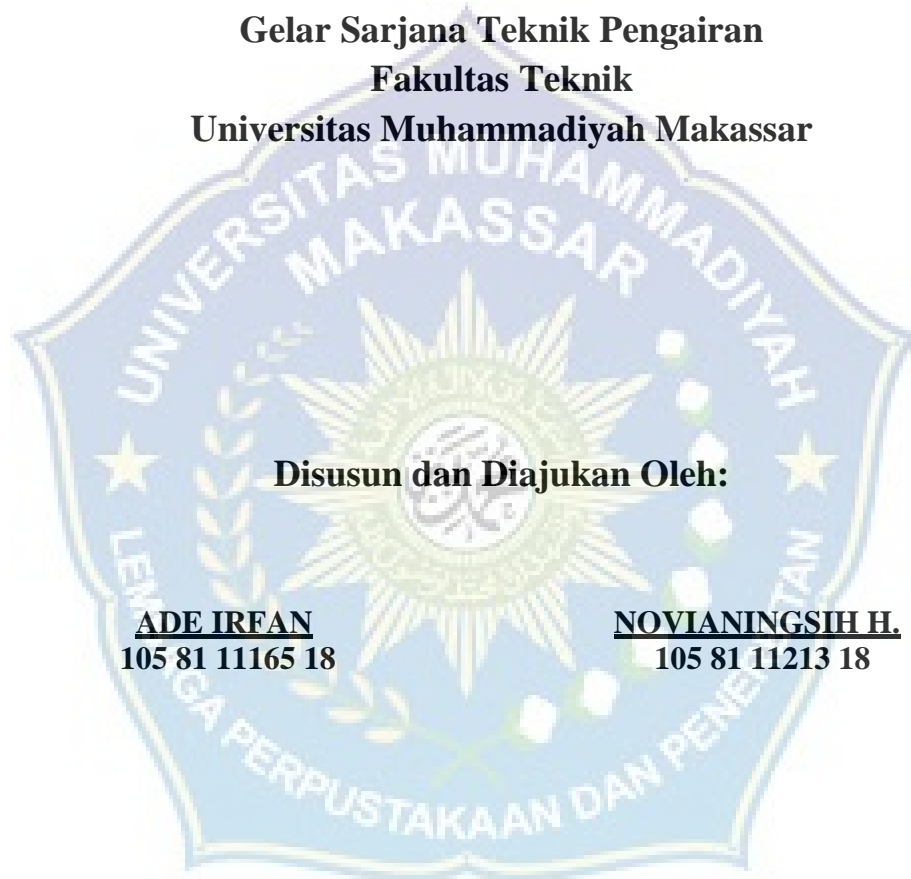 Gelar Sarjana Teknik Pengairan
Fakultas Teknik
Universitas Muhammadiyah Makassar
UNIVERSITAS MUHAMMADIYAH
MAKASSAR
Disusun dan Diajukan Oleh:
ADE IRFAN
105 81 11165 18
NOVIANINGSIH H.
105 81 11213 18
LEMBAGA PERPUSTAKAAN DAN PENERBITAN